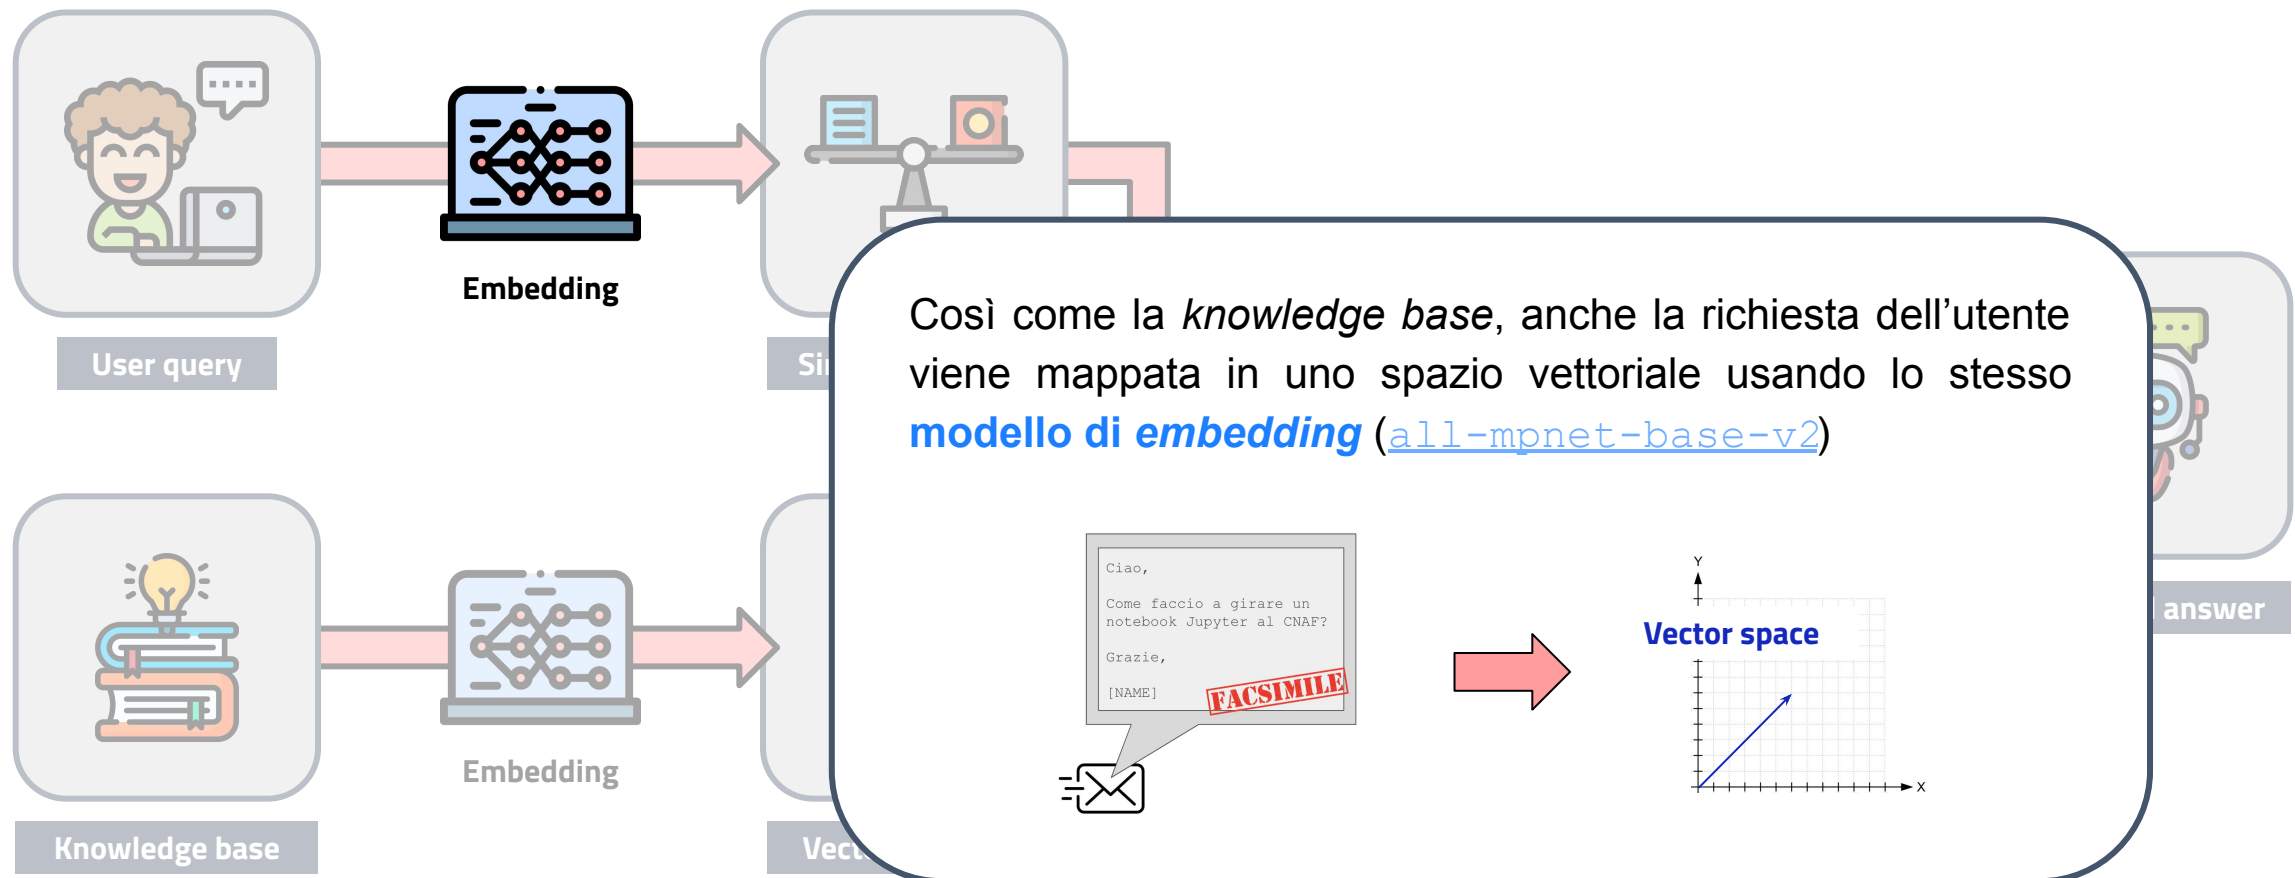 Embedding
User query
Così come la knowledge base, anche la richiesta dell’utente
viene mappata in uno spazio vettoriale usando lo stesso
modello di embedding (all-mpnet-base-v2)
Ciao,
Come faccio a girare un
notebook Jupyter al CNAF?
Grazie,
[NAME]
FACSIMILE
Y
Vector space
X
answer
Embedding
Knowledge base